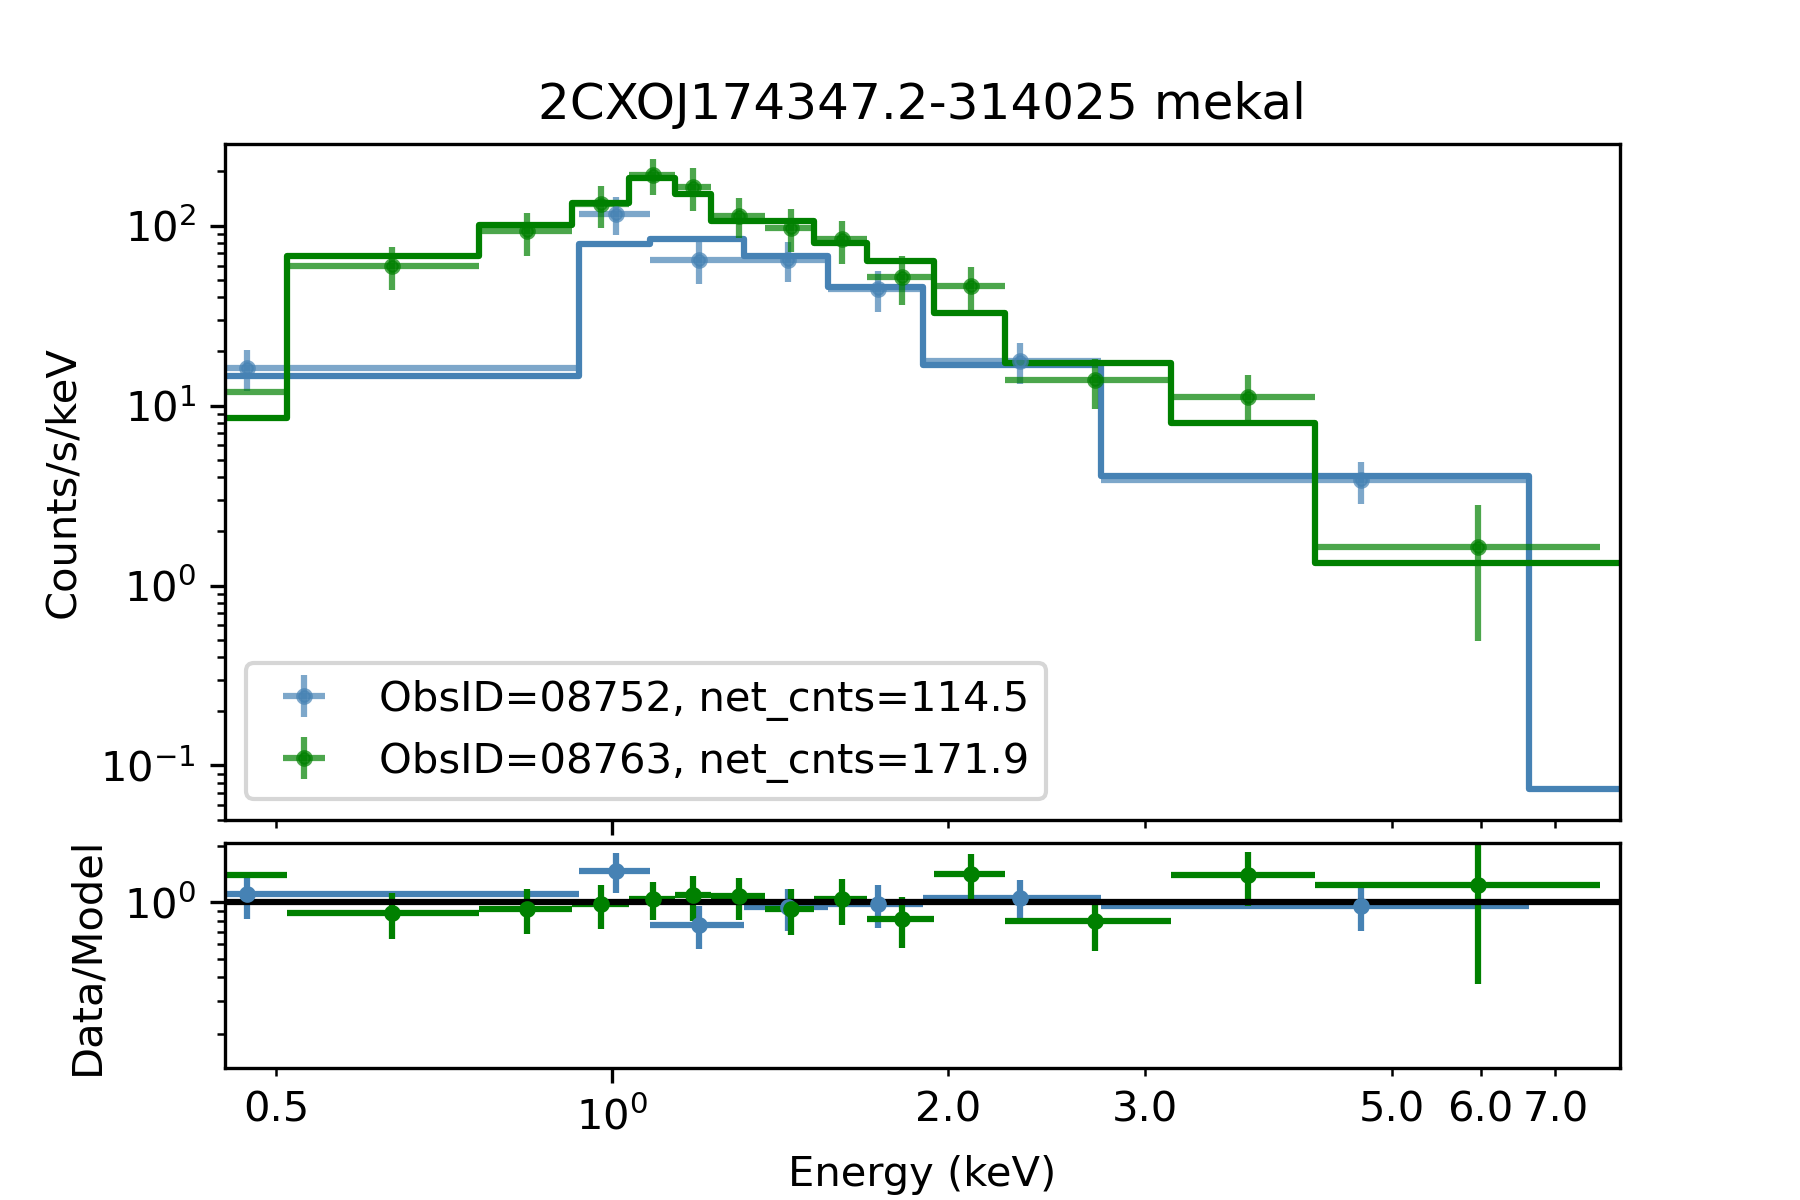 2CXOJ174347.2-314025 mekal
Counts/s/keV
10²
10¹
10⁰
10⁻¹
ObsID=08752, net_cnts=114.5
ObsID=08763, net_cnts=171.9
Data/Model
10⁰
0.5 10⁰ 2.0 3.0 5.0 6.0 7.0
Energy (keV)